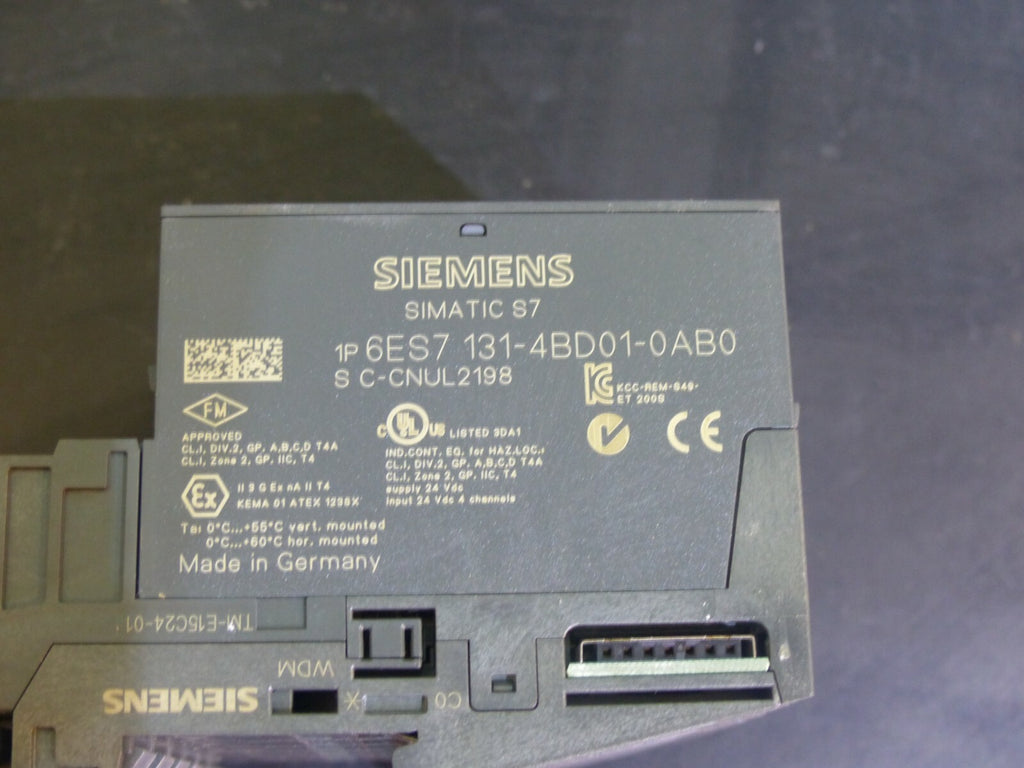 SIEMENS
SIMATIC S7
1P 6ES7 131-4BD01-0AB0
S C-CNUL2198
KCC-REM-S49-
ET 200S
FM
APPROVED
CL.I, DIV.2, GP. A,B,C,D T4A
CL.I, Zone 2, GP. IIC, T4
C UL US LISTED 3DA1
IND.CONT. EQ. for HAZ.LOC.:
CL.I, DIV.2, GP. A,B,C,D T4A
CL.I, Zone 2, GP. IIC, T4
supply 24 Vdc
input 24 Vdc 4 channels
CE
Ex
II 3 G Ex nA II T4
KEMA 01 ATEX 1238X
Ta: 0°C...+55°C vert. mounted
0°C...+60°C hor. mounted
Made in Germany
TM-E15C24-01
WDM
SIEMENS
C0